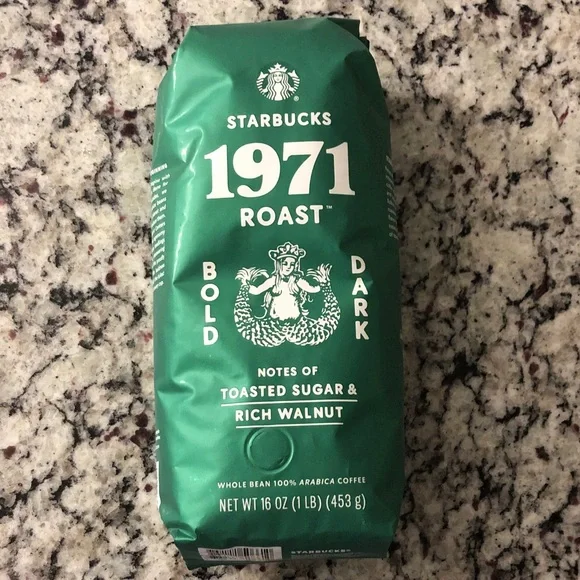 STARBUCKS
1971
ROAST™
BOLD
DARK
NOTES OF
TOASTED SUGAR &
RICH WALNUT
WHOLE BEAN 100% ARABICA COFFEE
NET WT 16 OZ (1 LB) (453 g)
STARBUCKS